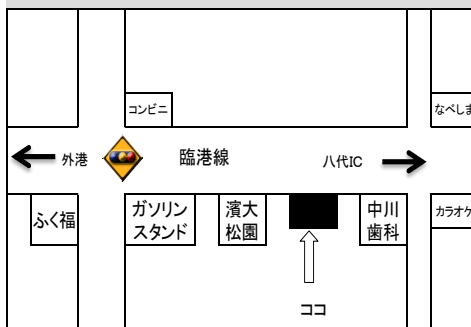 コンビニ
なべしま
外港
臨港線
八代IC
ふく福
ガソリン
スタンド
濱大
松園
中川
歯科
カラオケ
ココ